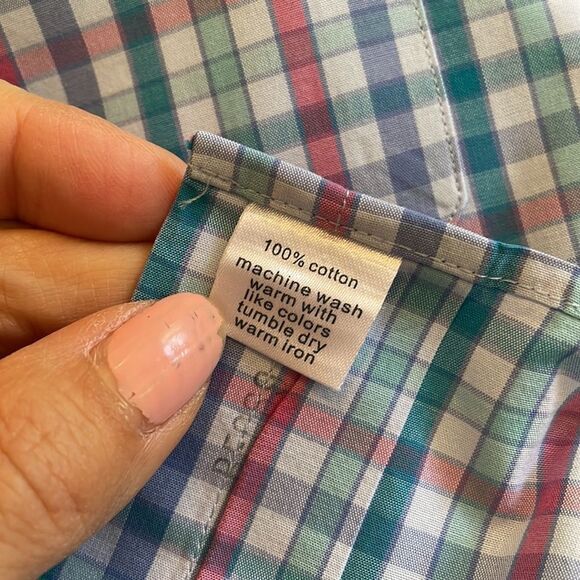 100% cotton
machine wash
warm with
like colors
tumble dry
warm iron